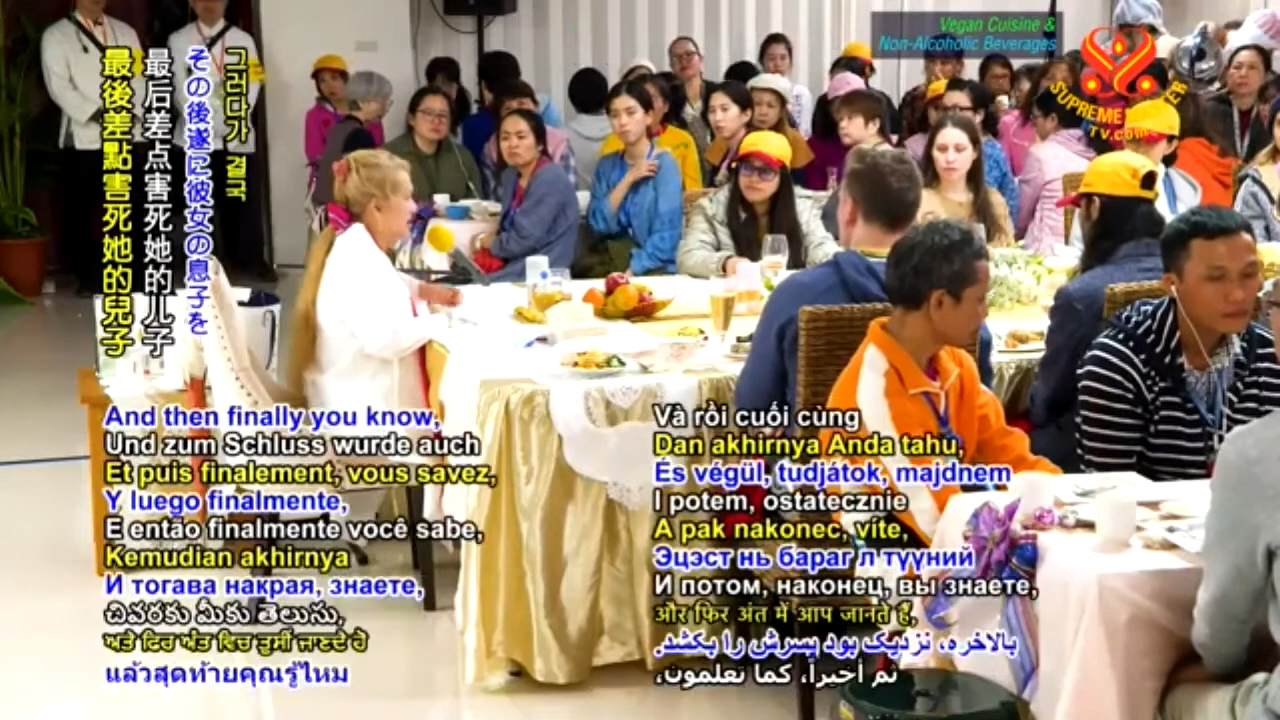 Vegan Cuisine &
Non-Alcoholic Beverages
SUPREME
TV.COM
그러다가 결국
その後遂に彼女の息子を
最后差点害死她的儿子
最後差點害死她的兒子
And then finally you know,
Und zum Schluss wurde auch
Et puis finalement, vous savez,
Y luego finalmente,
E então finalmente você sabe,
Kemudian akhirnya
И тогава накрая, знаете,
చివరకు మీకు తెలుసు,
ਅਤੇ ਫਿਰ ਅੰਤ ਵਿਚ ਤੁਸੀਂ ਜਾਣਦੇ ਹੋ
แล้วสุดท้ายคุณรู้ไหม
Và rồi cuối cùng
Dan akhirnya Anda tahu,
És végül, tudjátok, majdnem
I potem, ostatecznie
A pak nakonec, víte,
Эцэст нь бараг л түүний
И потом, наконец, вы знаете,
और फिर अंत में आप जानते हैं,
بالاخره، نزدیک بود پسرش را بکشد.
ثم أخيراً، كما تعلمون،